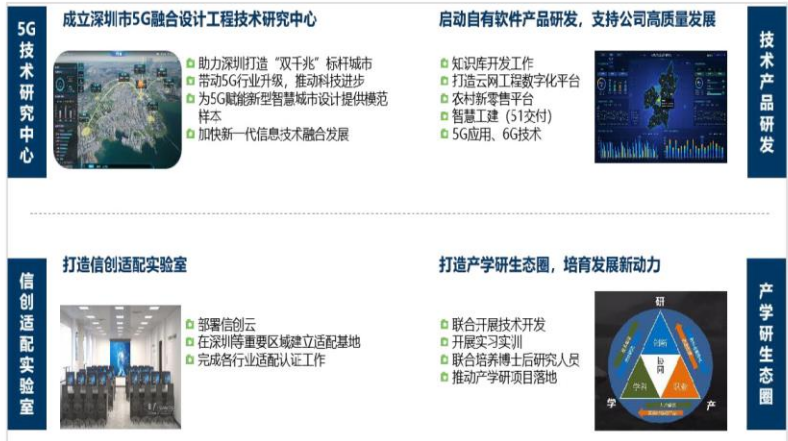 5G技术研究中心
成立深圳市5G融合设计工程技术研究中心
助力深圳打造“双千兆”标杆城市
带动5G行业升级，推动科技进步
为5G赋能新型智慧城市设计提供模范
样本
加快新一代信息技术融合发展
启动自有软件产品研发，支持公司高质量发展
知识库开发工作
打造云网工程数字化平台
农村新零售平台
智慧工建（51交付）
5G应用、6G技术
技术产品研发
信创适配实验室
打造信创适配实验室
部署信创云
在深圳等重要区域建立适配基地
完成各行业适配认证工作
打造产学研生态圈，培育发展新动力
联合开展技术开发
开展实习实训
联合培养博士后研究人员
推动产学研项目落地
研
创新
协同
学科
学
产
产学研生态圈